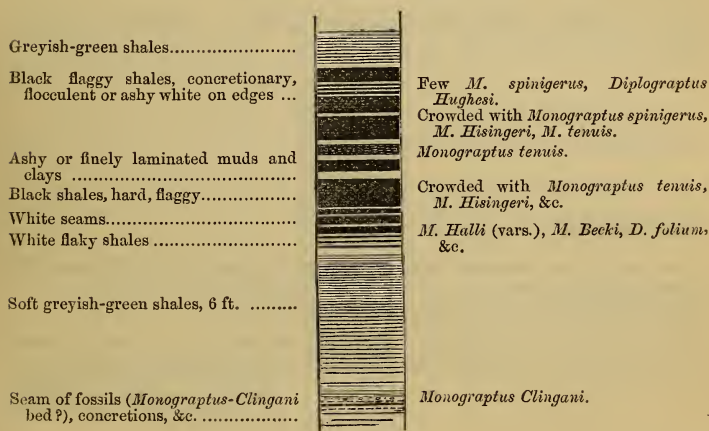 Greyish-green shales........................
Black flaggy shales, concretionary,
flocculent or ashy white on edges ...
Ashy or finely laminated muds and
clays ........................................
Black shales, hard, flaggy..................
White seams....................................
White flaky shales ...........................
Soft greyish-green shales, 6 ft. .........
Seam of fossils (Monograptus-Clingani
bed?), concretions, &c. ..................
Few M. spinigerus, Diplograptus
Hughesi.
Crowded with Monograptus spinigerus,
M. Hisingeri, M. tenuis.
Monograptus tenuis.
Crowded with Monograptus tenuis,
M. Hisingeri, &c.
M. Halli (vars.), M. Becki, D. folium,
&c.
Monograptus Clingani.